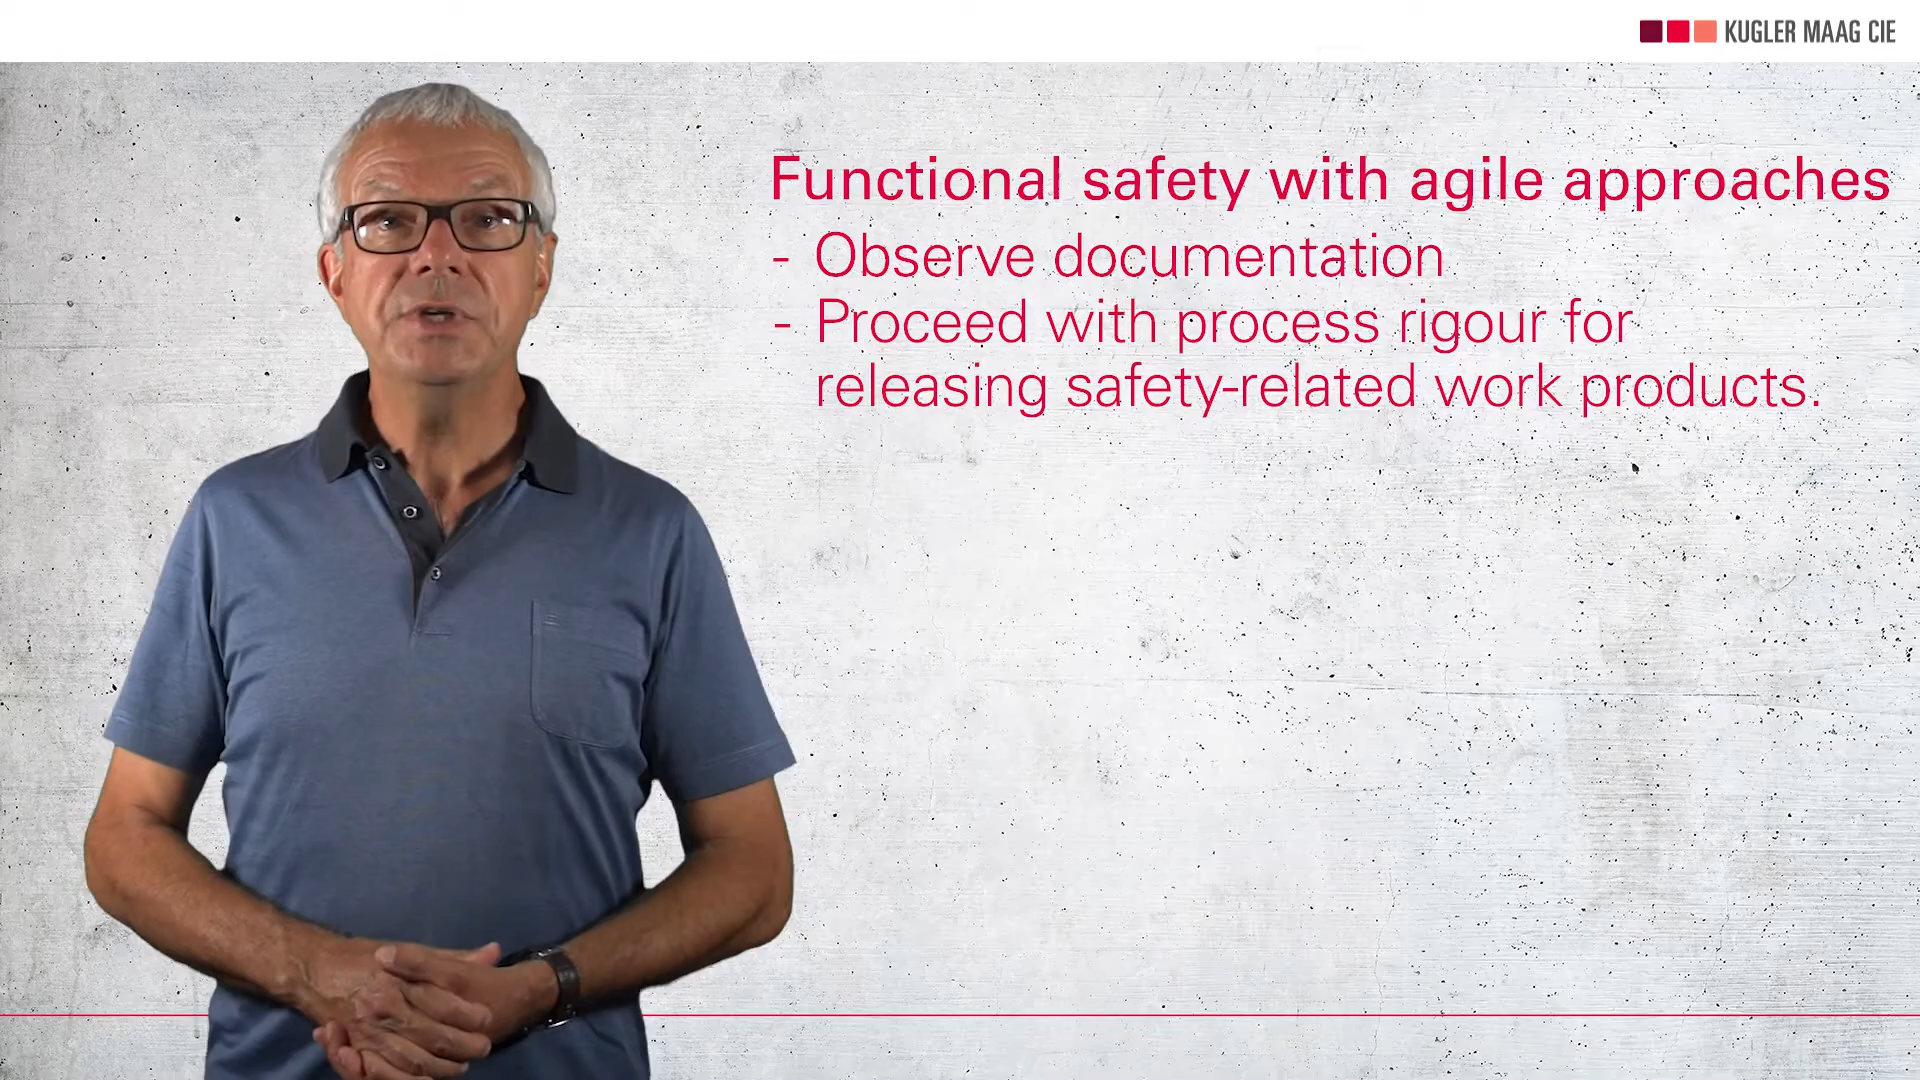 KUGLER MAAG CIE
Functional safety with agile approaches
- Observe documentation
- Proceed with process rigour for
releasing safety-related work products.